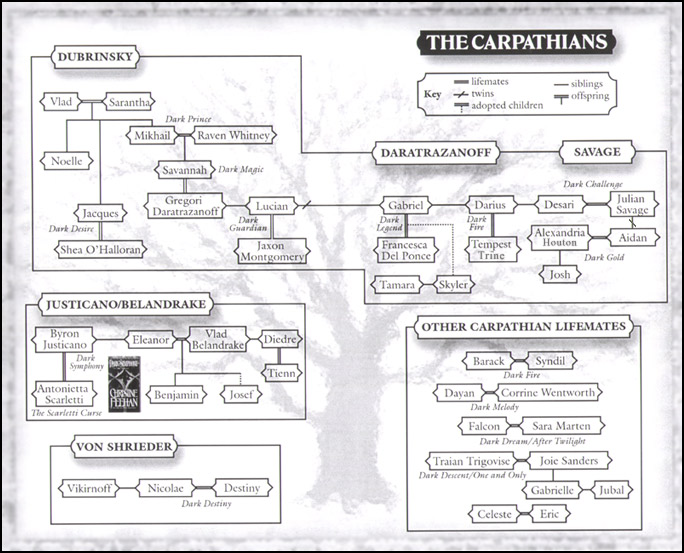 THE CARPATHIANS
Key
lifemates
twins
adopted children
siblings
offspring
DUBRINSKY
Vlad
Sarantha
Dark Prince
Mikhail
Raven Whitney
Noelle
Savannah
Dark Magic
Jacques
Dark Desire
Shea O'Halloran
Gregori
Daratrazanoff
Lucian
Dark
Guardian
Jaxon
Montgomery
DARATRAZANOFF
SAVAGE
Gabriel
Dark
Legend
Francesca
Del Ponce
Tamara
Skyler
Darius
Dark
Fire
Tempest
Trine
Desari
Dark Challenge
Julian
Savage
Alexandria
Houton
Aidan
Dark Gold
Josh
JUSTICANO/BELANDRAKE
Byron
Justicano
Dark
Symphony
Antonietta
Scarletti
The Scarletti Curse
Eleanor
Vlad
Belandrake
Diedre
Tienn
Benjamin
Josef
CHRISTINE
FEEHAN
VON SHRIEDER
Vikirnoff
Nicolae
Destiny
Dark Destiny
OTHER CARPATHIAN LIFEMATES
Barack
Syndil
Dark Fire
Dayan
Corrine Wentworth
Dark Melody
Falcon
Sara Marten
Dark Dream/After Twilight
Traian Trigovise
Joie Sanders
Dark Descent/One and Only
Gabrielle
Jubal
Celeste
Eric